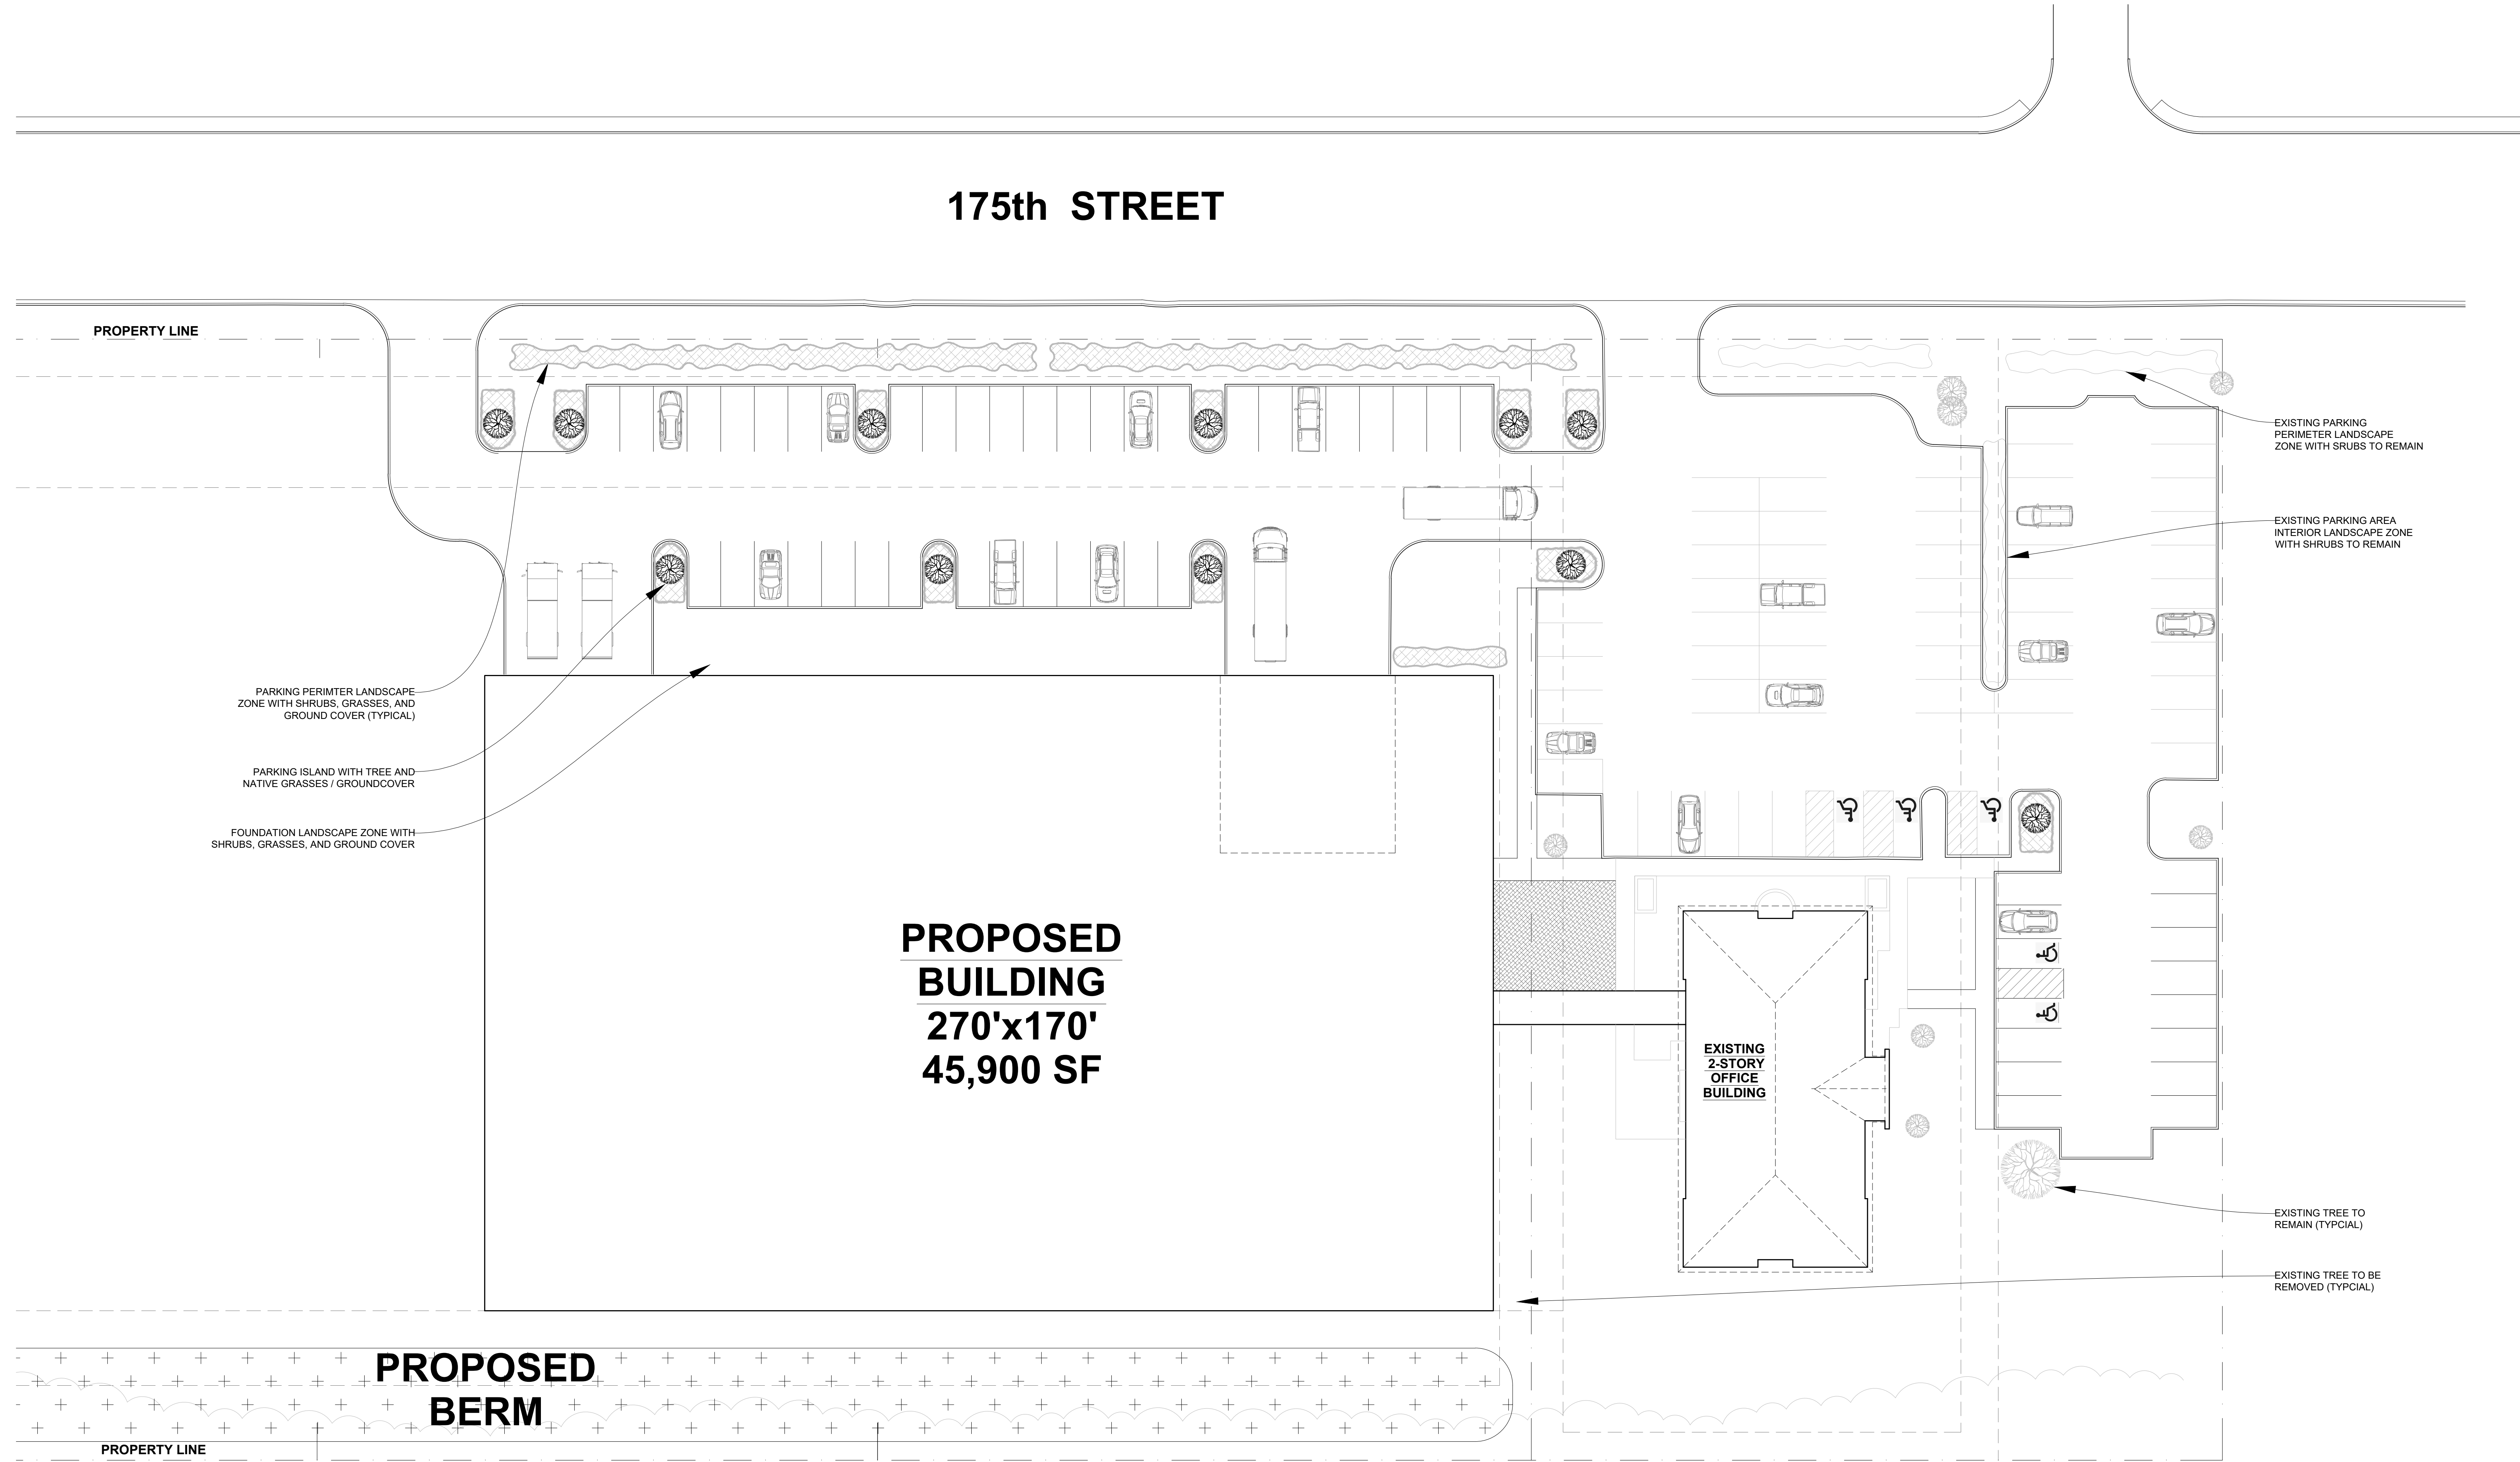 175th STREET
PROPERTY LINE
EXISTING PARKING
PERIMETER LANDSCAPE
ZONE WITH SRUBS TO REMAIN
EXISTING PARKING AREA
INTERIOR LANDSCAPE ZONE
WITH SHRUBS TO REMAIN
PARKING PERIMTER LANDSCAPE
ZONE WITH SHRUBS, GRASSES, AND
GROUND COVER (TYPICAL)
PARKING ISLAND WITH TREE AND
NATIVE GRASSES / GROUNDCOVER
FOUNDATION LANDSCAPE ZONE WITH
SHRUBS, GRASSES, AND GROUND COVER
PROPOSED
BUILDING
270'x170'
45,900 SF
EXISTING
2-STORY
OFFICE
BUILDING
EXISTING TREE TO
REMAIN (TYPCIAL)
EXISTING TREE TO BE
REMOVED (TYPCIAL)
PROPOSED
BERM
PROPERTY LINE